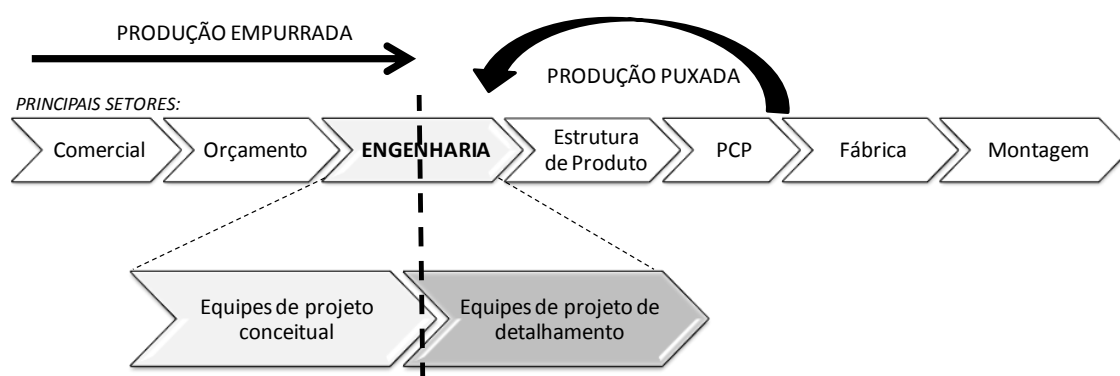 PRODUÇÃO EMPURRADA
PRODUÇÃO PUXADA
PRINCIPAIS SETORES:
Comercial
Orçamento
ENGENHARIA
Estrutura
de Produto
PCP
Fábrica
Montagem
Equipes de projeto
conceitual
Equipes de projeto de
detalhamento